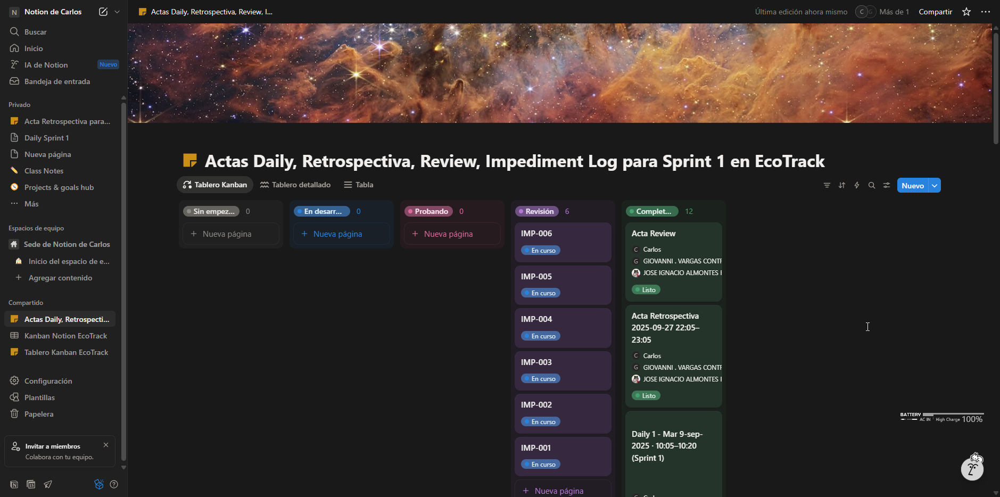 N Notion de Carlos
Buscar
Inicio
IA de Notion Nuevo
Bandeja de entrada
Privado
Acta Retrospectiva para...
Daily Sprint 1
Nueva página
Class Notes
Projects & goals hub
Más
Espacios de equipo
Sede de Notion de Carlos
Inicio del espacio de e...
Agregar contenido
Compartido
Actas Daily, Retrospecti...
Kanban Notion EcoTrack
Tablero Kanban EcoTrack
Configuración
Plantillas
Papelera
Invitar a miembros
Colabora con tu equipo.
Actas Daily, Retrospectiva, Review, I...
Última edición ahora mismo C G Más de 1 Compartir
Actas Daily, Retrospectiva, Review, Impediment Log para Sprint 1 en EcoTrack
Tablero Kanban Tablero detallado Tabla
Nuevo
Sin empez... 0
+ Nueva página
En desarr... 0
+ Nueva página
Probando 0
+ Nueva página
Revisión 6
IMP-006
En curso
IMP-005
En curso
IMP-004
En curso
IMP-003
En curso
IMP-002
En curso
IMP-001
En curso
+ Nueva página
Complet... 12
Acta Review
C Carlos
G GIOVANNI . VARGAS CONTR
JOSE IGNACIO ALMONTES
Listo
Acta Retrospectiva
2025-09-27 22:05–
23:05
C Carlos
G GIOVANNI . VARGAS CONTR
JOSE IGNACIO ALMONTES
Listo
Daily 1 - Mar 9-sep-
2025 · 10:05–10:20
(Sprint 1)
BATTERY
AC IN High Charge 100%